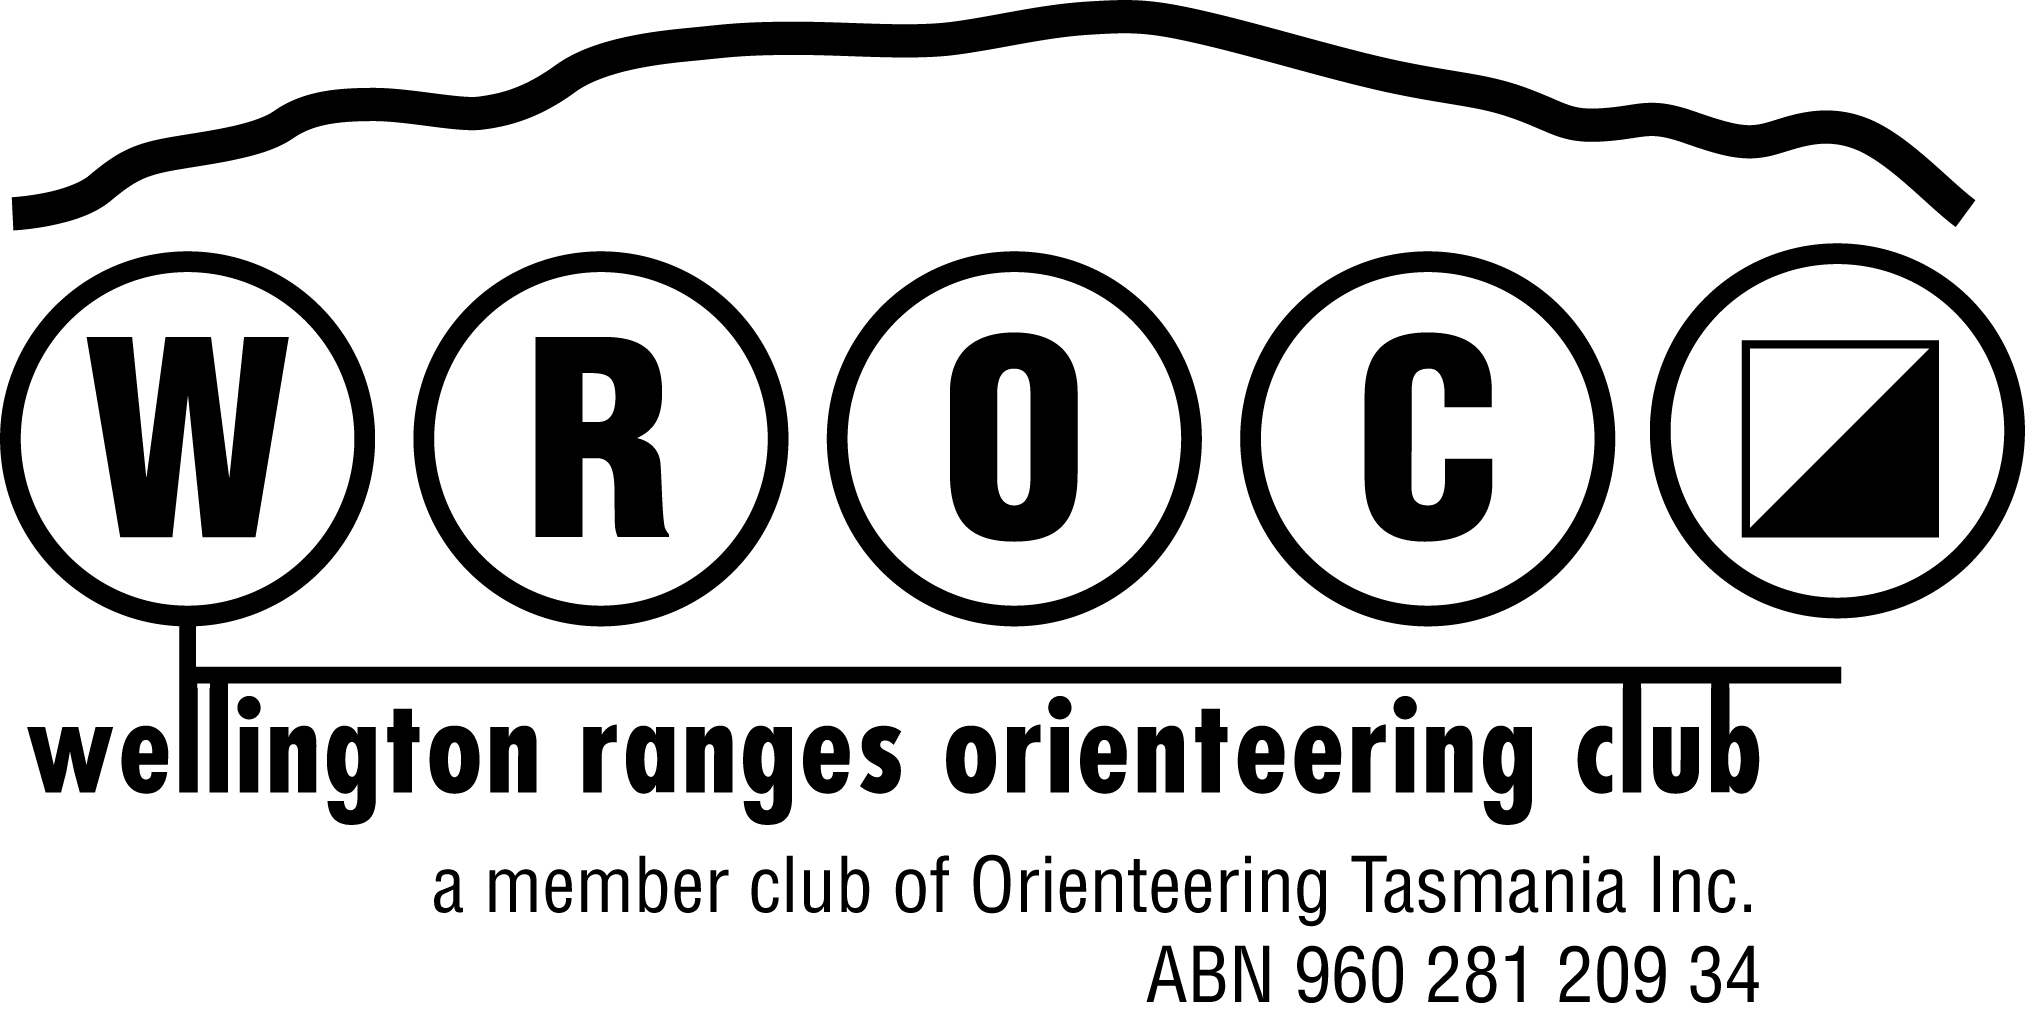 WROC
wellington ranges orienteering club
a member club of Orienteering Tasmania Inc.
ABN 960 281 209 34